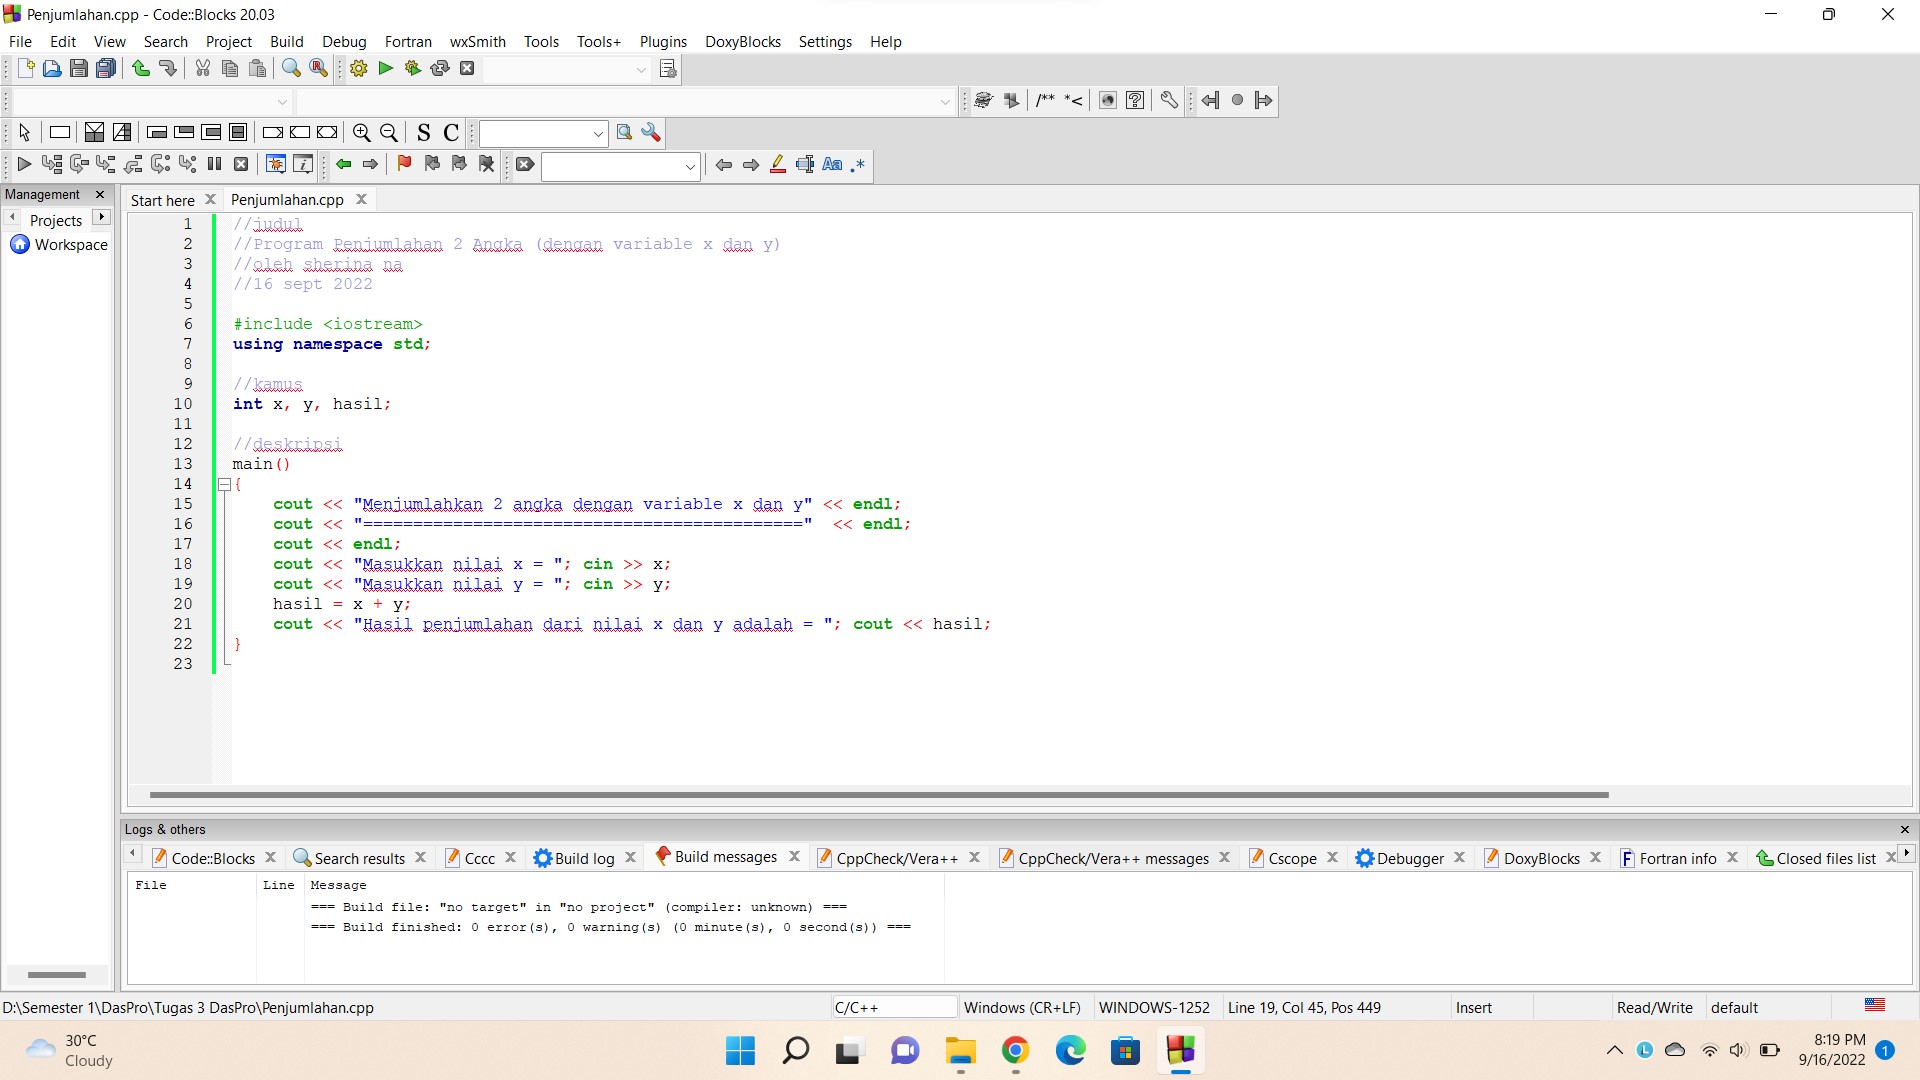 Penjumlahan.cpp - Code::Blocks 20.03
File Edit View Search Project Build Debug Fortran wxSmith Tools Tools+ Plugins DoxyBlocks Settings Help
/** *<
S C
Aa .*
Management
Start here Penjumlahan.cpp
Projects
Workspace
1 //judul
2 //Program Penjumlahan 2 Angka (dengan variable x dan y)
3 //oleh sherina na
4 //16 sept 2022
5
6 #include <iostream>
7 using namespace std;
8
9 //kamus
10 int x, y, hasil;
11
12 //deskripsi
13 main()
14 {
15 cout << "Menjumlahkan 2 angka dengan variable x dan y" << endl;
16 cout << "============================================" << endl;
17 cout << endl;
18 cout << "Masukkan nilai x = "; cin >> x;
19 cout << "Masukkan nilai y = "; cin >> y;
20 hasil = x + y;
21 cout << "Hasil penjumlahan dari nilai x dan y adalah = "; cout << hasil;
22 }
23
Logs & others
Code::Blocks Search results Cccc Build log Build messages CppCheck/Vera++ CppCheck/Vera++ messages Cscope Debugger DoxyBlocks Fortran info Closed files list
File Line Message
=== Build file: "no target" in "no project" (compiler: unknown) ===
=== Build finished: 0 error(s), 0 warning(s) (0 minute(s), 0 second(s)) ===
D:\Semester 1\DasPro\Tugas 3 DasPro\Penjumlahan.cpp C/C++ Windows (CR+LF) WINDOWS-1252 Line 19, Col 45, Pos 449 Insert Read/Write default
30°C
Cloudy
8:19 PM
9/16/2022
1